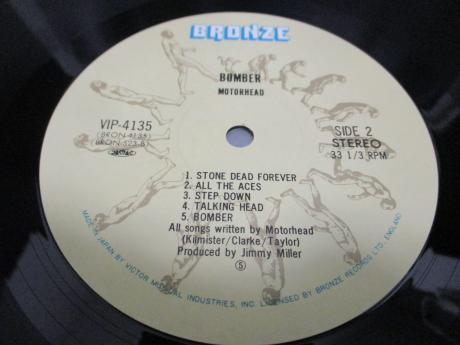 BRONZE
BOMBER
MOTORHEAD
VIP-4135
(BRON-4135)
(BRON-523-B)
JASRAC
SIDE 2
STEREO
33 1/3 RPM
1. STONE DEAD FOREVER
2. ALL THE ACES
3. STEP DOWN
4. TALKING HEAD
5. BOMBER
All songs written by Motorhead
(Kilmister/Clarke/Taylor)
Produced by Jimmy Miller
S
MADE IN JAPAN BY VICTOR MUSICAL INDUSTRIES, INC. LICENSED BY BRONZE RECORDS LTD. ENGLAND